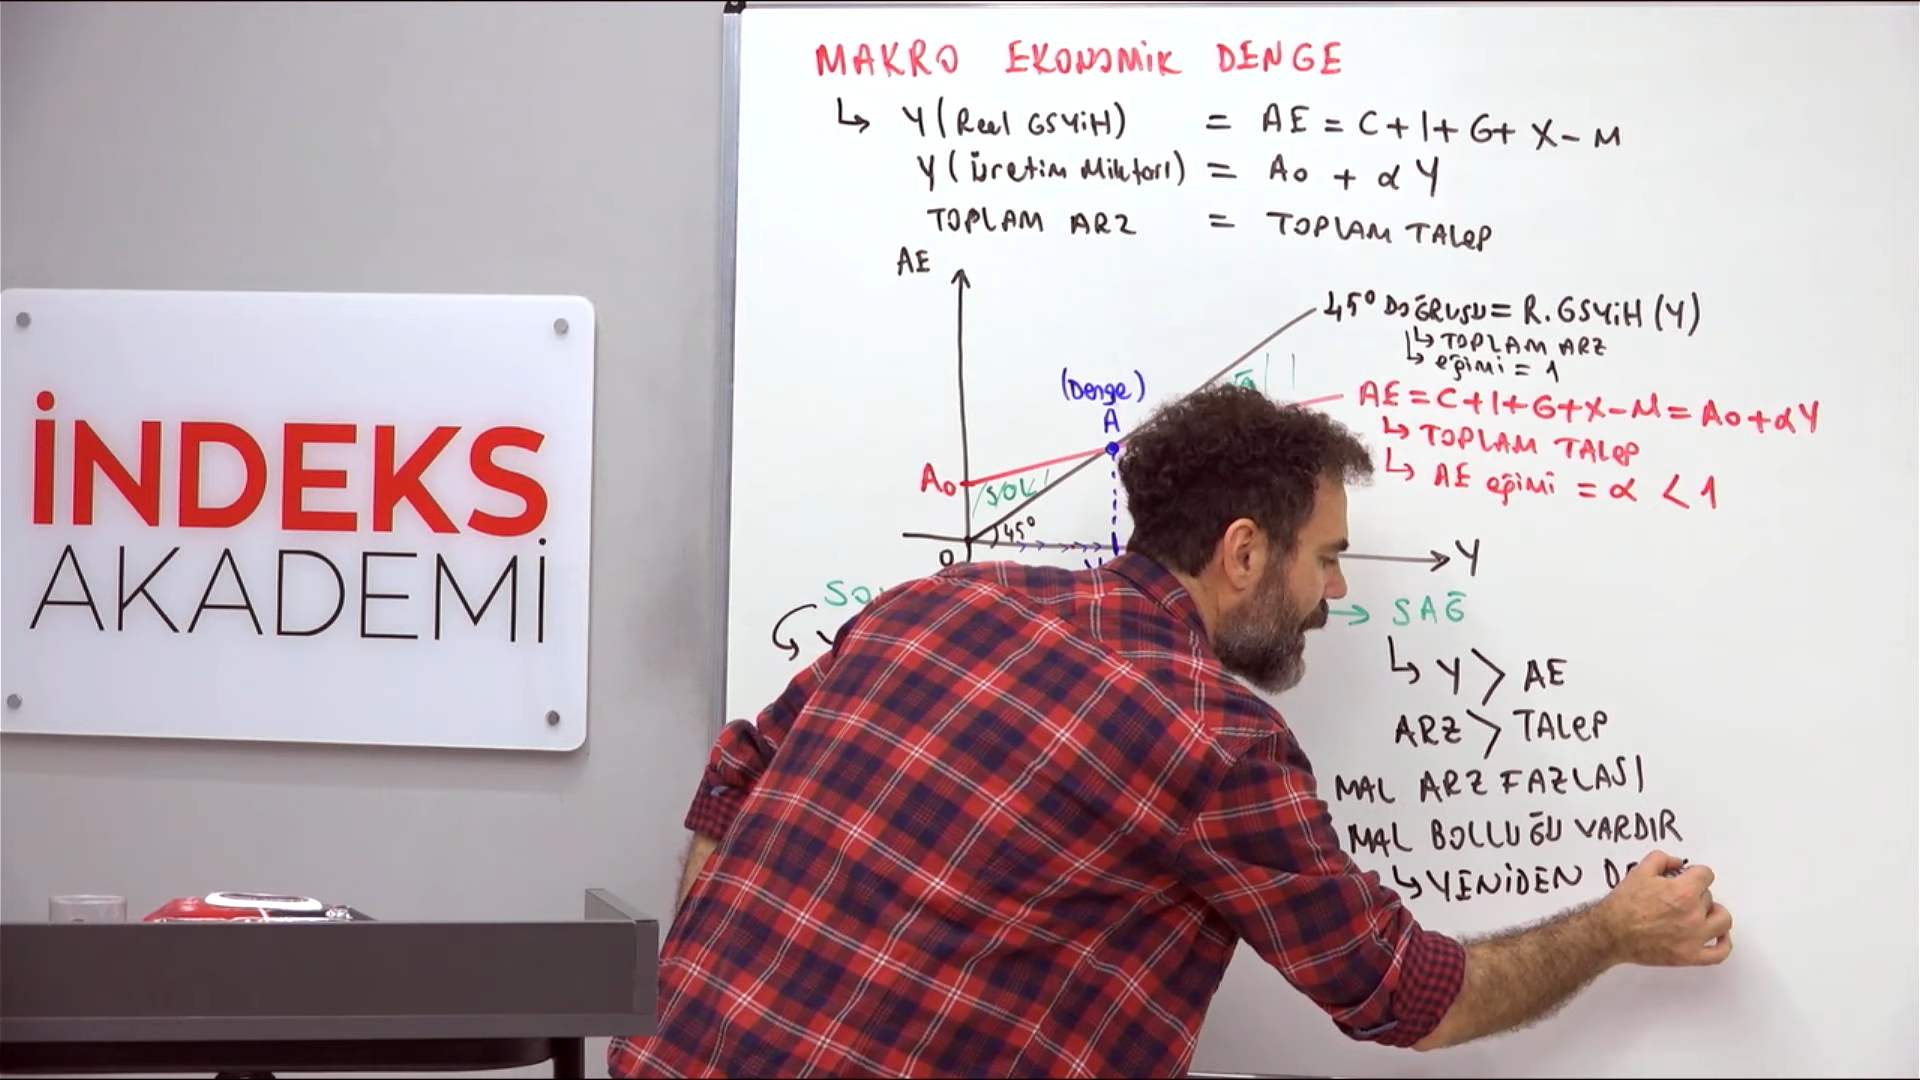 İNDEKS
AKADEMİ
MAKRO EKONOMİK DENGE
↳ Y (Reel GSYİH) = AE = C + I + G + X - M
Y (Üretim Miktarı) = A₀ + α Y
TOPLAM ARZ = TOPLAM TALEP
AE
45° DOĞRUSU = R. GSYİH (Y)
↳ TOPLAM ARZ
↳ eğimi = 1
(Denge)
A
AE = C + I + G + X - M = A₀ + αY
↳ TOPLAM TALEP
↳ AE eğimi = α < 1
A₀
SOL
45°
0
Y
→ SAĞ
↳ Y > AE
ARZ > TALEP
MAL ARZ FAZLASI
MAL BOLLUĞU VARDIR
↳ YENİDEN